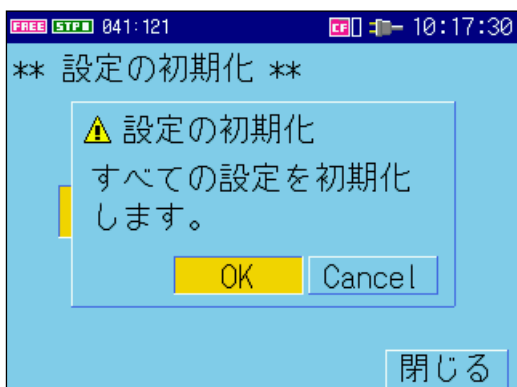 FREE STPⅡ 041:121 CF 10:17:30
** 設定の初期化 **
設定の初期化
すべての設定を初期化
します。
OK Cancel
閉じる